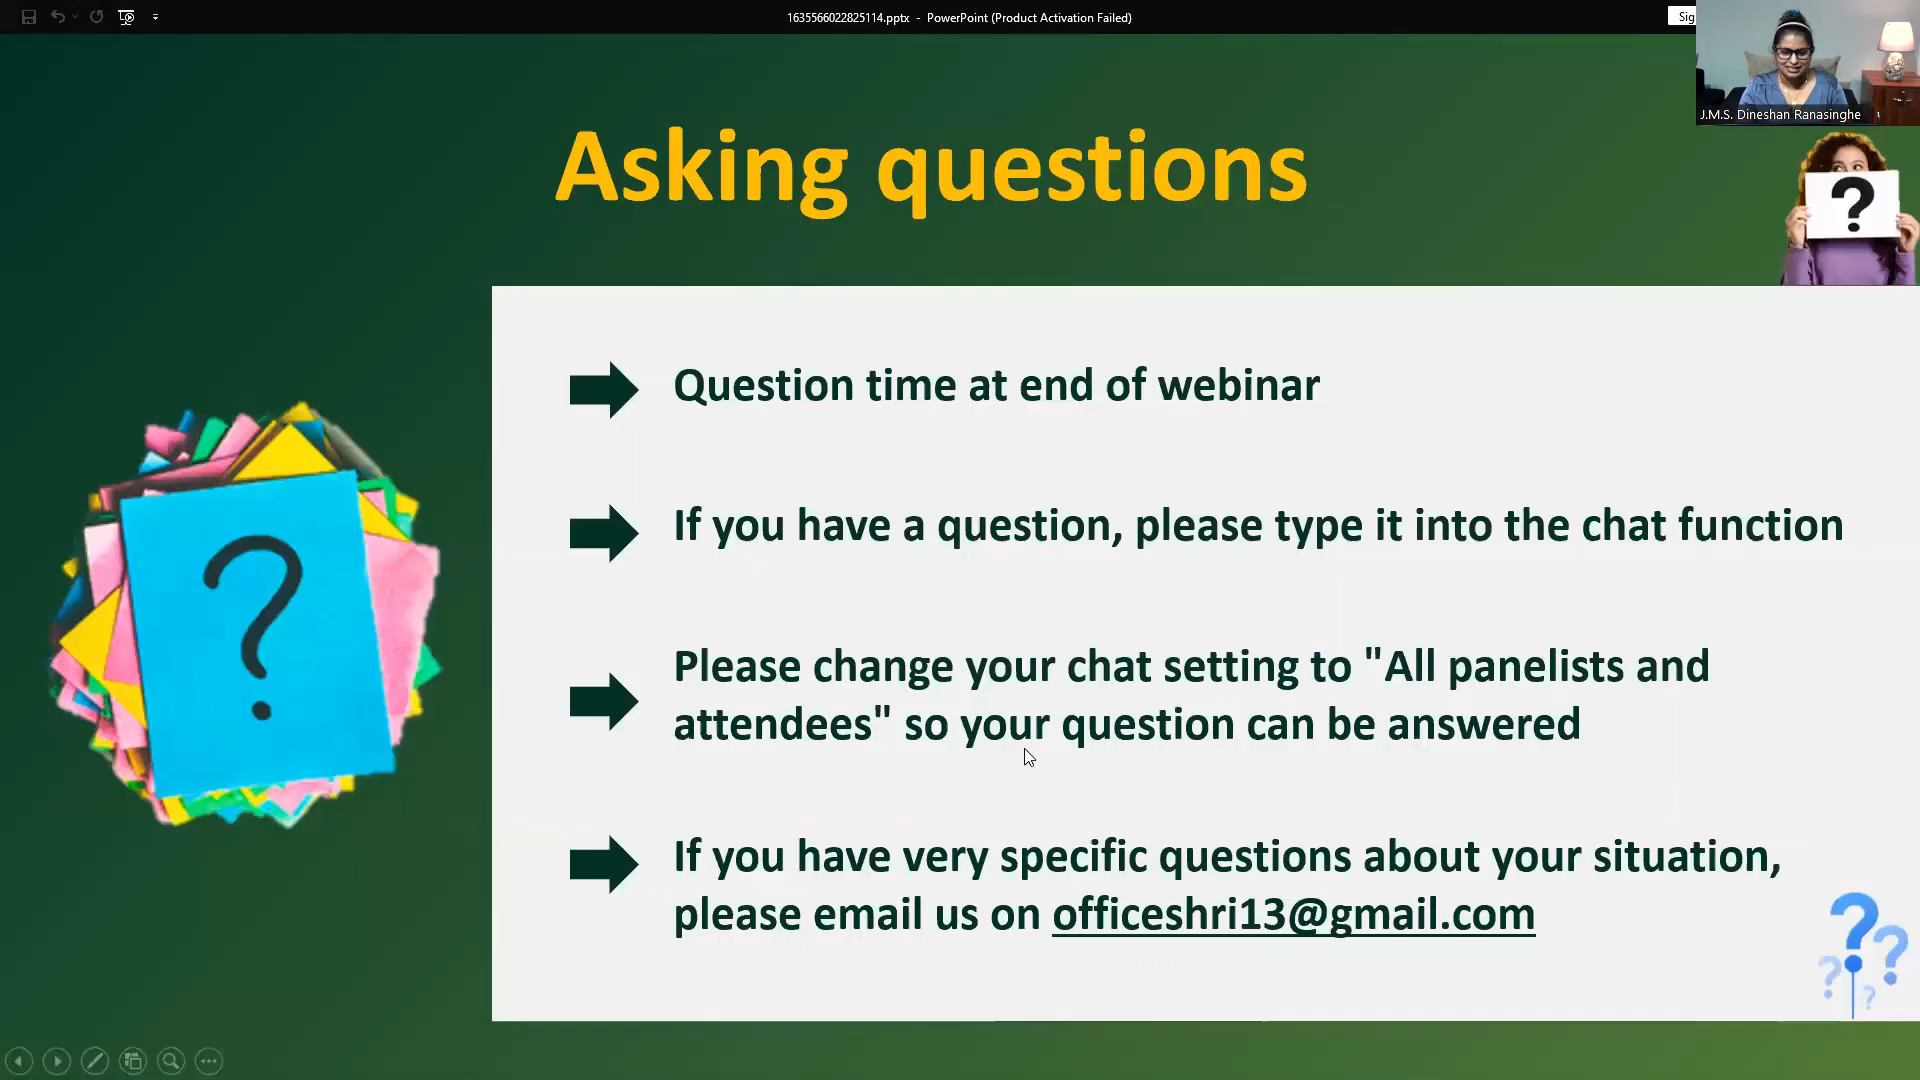 1635566022825114.pptx - PowerPoint (Product Activation Failed)
Sig
J.M.S. Dineshan Ranasinghe
Asking questions
?
Question time at end of webinar
If you have a question, please type it into the chat function
?
Please change your chat setting to "All panelists and
attendees" so your question can be answered
If you have very specific questions about your situation,
please email us on officeshri13@gmail.com
? ?
? ?